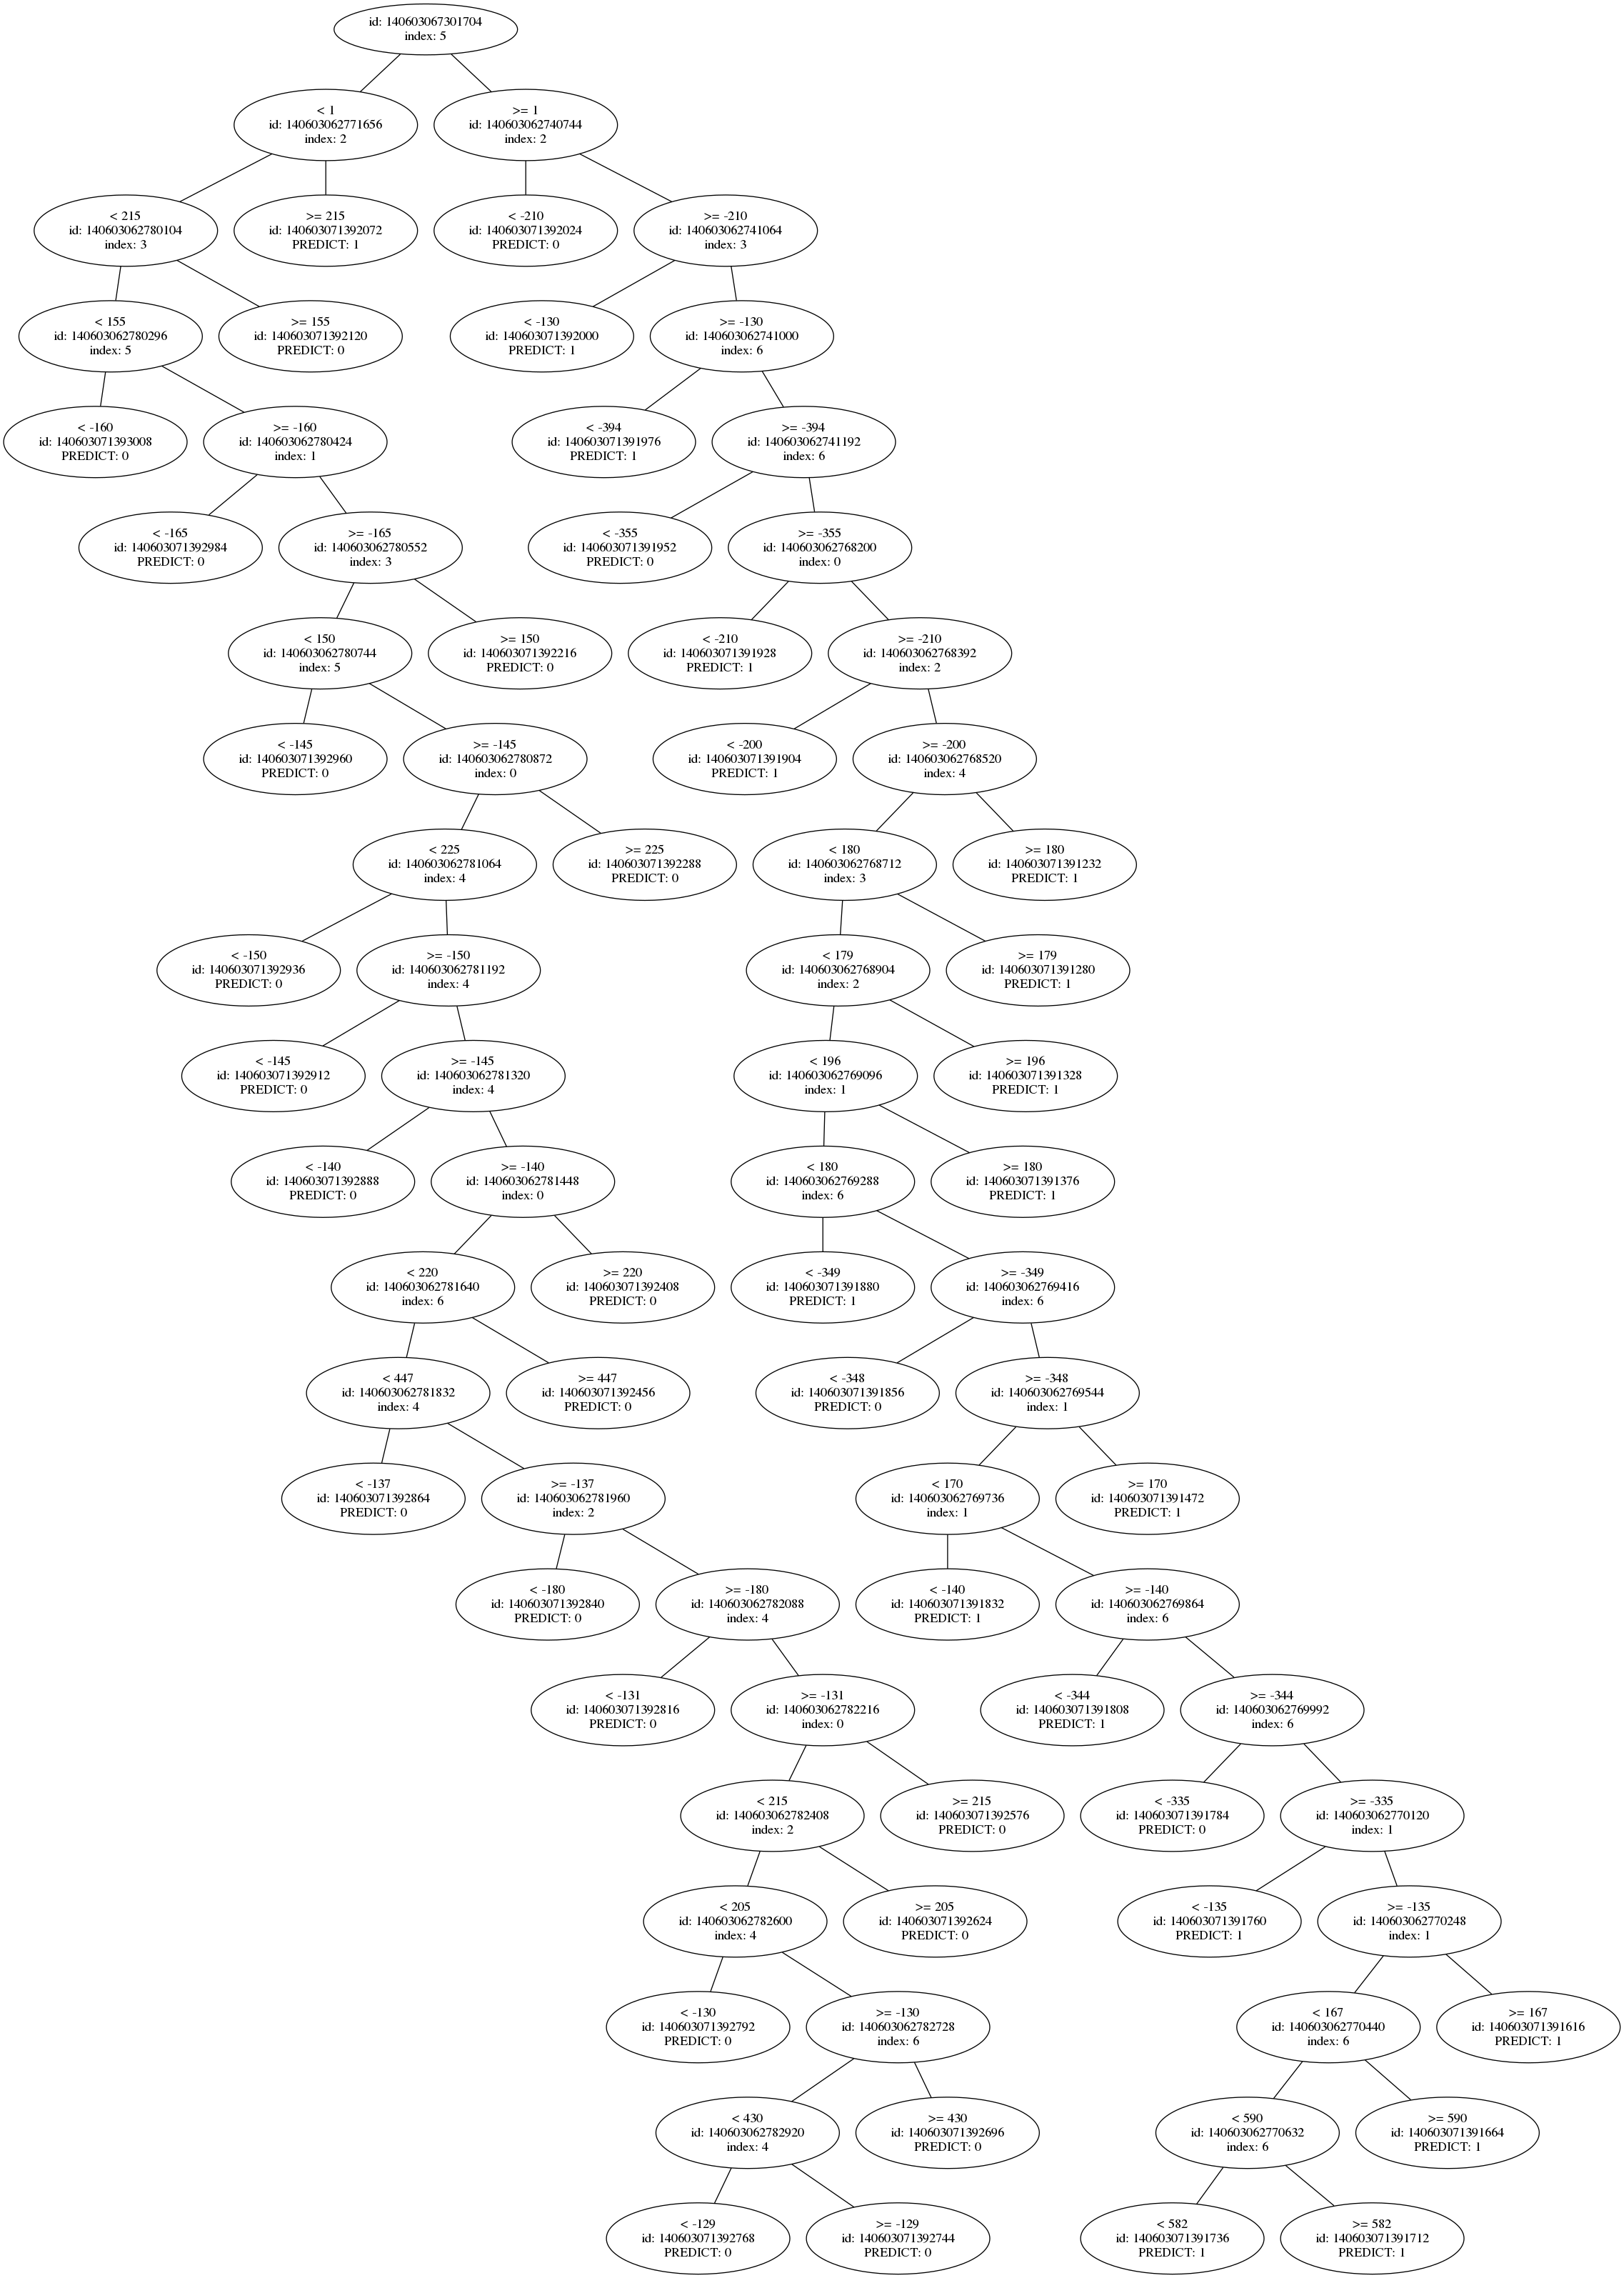 id: 140603067301704
index: 5
< 1
id: 140603062771656
index: 2
>= 1
id: 140603062740744
index: 2
< 215
id: 140603062780104
index: 3
>= 215
id: 140603071392072
PREDICT: 1
< -210
id: 140603071392024
PREDICT: 0
>= -210
id: 140603062741064
index: 3
< 155
id: 140603062780296
index: 5
>= 155
id: 140603071392120
PREDICT: 0
< -130
id: 140603071392000
PREDICT: 1
>= -130
id: 140603062741000
index: 6
< -160
id: 140603071393008
PREDICT: 0
>= -160
id: 140603062780424
index: 1
< -394
id: 140603071391976
PREDICT: 1
>= -394
id: 140603062741192
index: 6
< -165
id: 140603071392984
PREDICT: 0
>= -165
id: 140603062780552
index: 3
< -355
id: 140603071391952
PREDICT: 0
>= -355
id: 140603062768200
index: 0
< 150
id: 140603062780744
index: 5
>= 150
id: 140603071392216
PREDICT: 0
< -210
id: 140603071391928
PREDICT: 1
>= -210
id: 140603062768392
index: 2
< -145
id: 140603071392960
PREDICT: 0
>= -145
id: 140603062780872
index: 0
< -200
id: 140603071391904
PREDICT: 1
>= -200
id: 140603062768520
index: 4
< 225
id: 140603062781064
index: 4
>= 225
id: 140603071392288
PREDICT: 0
< 180
id: 140603062768712
index: 3
>= 180
id: 140603071391232
PREDICT: 1
< -150
id: 140603071392936
PREDICT: 0
>= -150
id: 140603062781192
index: 4
< 179
id: 140603062768904
index: 2
>= 179
id: 140603071391280
PREDICT: 1
< -145
id: 140603071392912
PREDICT: 0
>= -145
id: 140603062781320
index: 4
< 196
id: 140603062769096
index: 1
>= 196
id: 140603071391328
PREDICT: 1
< -140
id: 140603071392888
PREDICT: 0
>= -140
id: 140603062781448
index: 0
< 180
id: 140603062769288
index: 6
>= 180
id: 140603071391376
PREDICT: 1
< 220
id: 140603062781640
index: 6
>= 220
id: 140603071392408
PREDICT: 0
< -349
id: 140603071391880
PREDICT: 1
>= -349
id: 140603062769416
index: 6
< 447
id: 140603062781832
index: 4
>= 447
id: 140603071392456
PREDICT: 0
< -348
id: 140603071391856
PREDICT: 0
>= -348
id: 140603062769544
index: 1
< -137
id: 140603071392864
PREDICT: 0
>= -137
id: 140603062781960
index: 2
< 170
id: 140603062769736
index: 1
>= 170
id: 140603071391472
PREDICT: 1
< -180
id: 140603071392840
PREDICT: 0
>= -180
id: 140603062782088
index: 4
< -140
id: 140603071391832
PREDICT: 1
>= -140
id: 140603062769864
index: 6
< -131
id: 140603071392816
PREDICT: 0
>= -131
id: 140603062782216
index: 0
< -344
id: 140603071391808
PREDICT: 1
>= -344
id: 140603062769992
index: 6
< 215
id: 140603062782408
index: 2
>= 215
id: 140603071392576
PREDICT: 0
< -335
id: 140603071391784
PREDICT: 0
>= -335
id: 140603062770120
index: 1
< 205
id: 140603062782600
index: 4
>= 205
id: 140603071392624
PREDICT: 0
< -135
id: 140603071391760
PREDICT: 1
>= -135
id: 140603062770248
index: 1
< -130
id: 140603071392792
PREDICT: 0
>= -130
id: 140603062782728
index: 6
< 167
id: 140603062770440
index: 6
>= 167
id: 140603071391616
PREDICT: 1
< 430
id: 140603062782920
index: 4
>= 430
id: 140603071392696
PREDICT: 0
< 590
id: 140603062770632
index: 6
>= 590
id: 140603071391664
PREDICT: 1
< -129
id: 140603071392768
PREDICT: 0
>= -129
id: 140603071392744
PREDICT: 0
< 582
id: 140603071391736
PREDICT: 1
>= 582
id: 140603071391712
PREDICT: 1